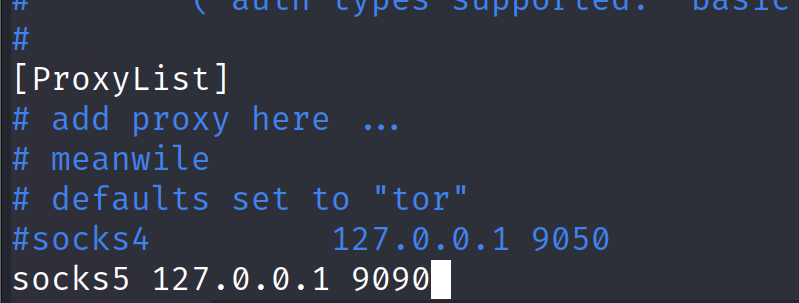 # ( auth types supported: "basic
#
[ProxyList]
# add proxy here ...
# meanwile
# defaults set to "tor"
#socks4 127.0.0.1 9050
socks5 127.0.0.1 9090